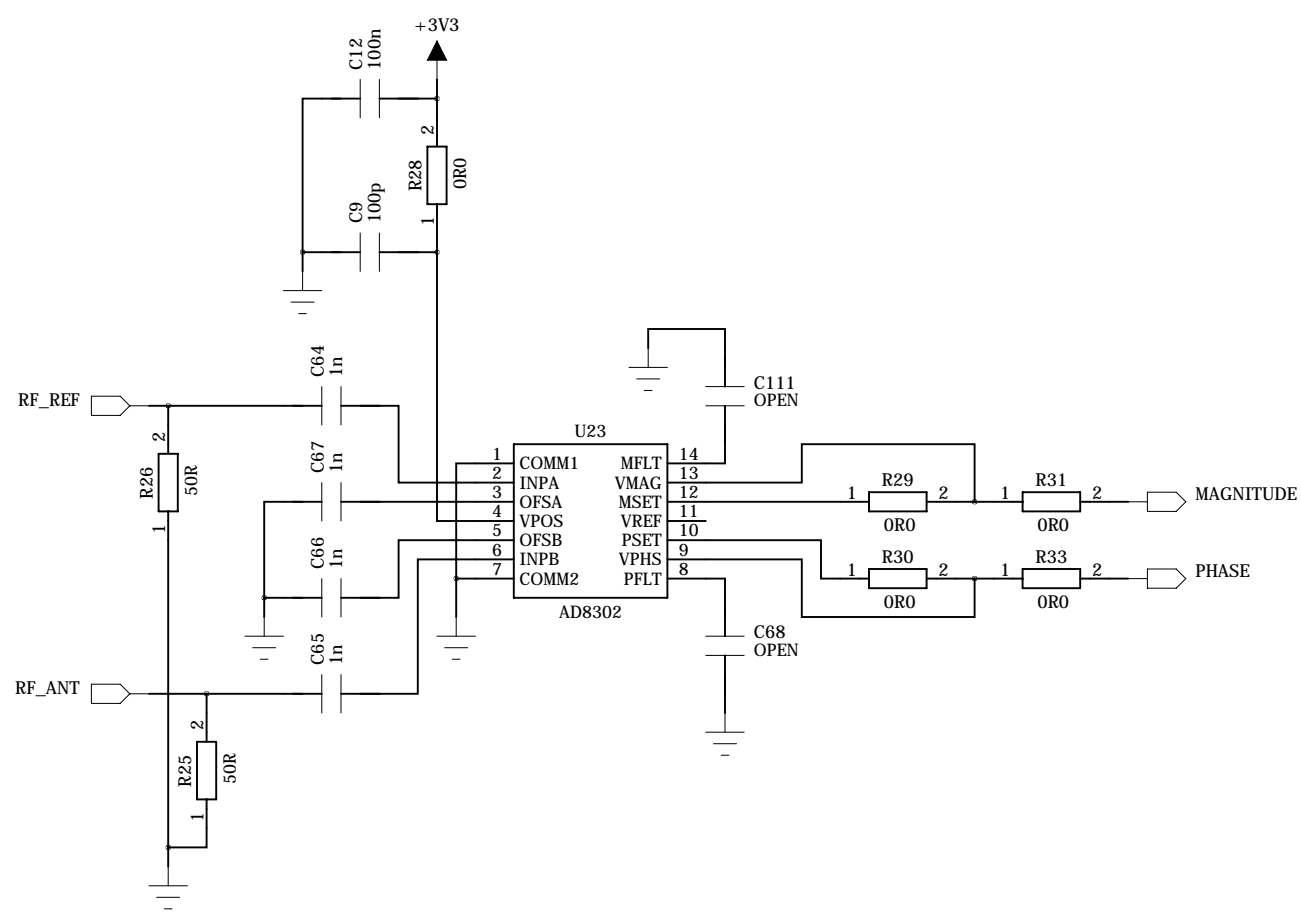 +3V3
C12
100n
2
R28
0R0
1
C9
100p
C64
1n
RF_REF
2
R26
50R
1
C67
1n
C66
1n
C65
1n
RF_ANT
2
R25
50R
1
U23
1 COMM1
2 INPA
3 OFSA
4 VPOS
5 OFSB
6 INPB
7 COMM2
MFLT 14
VMAG 13
MSET 12
VREF 11
PSET 10
VPHS 9
PFLT 8
AD8302
C111
OPEN
C68
OPEN
R29
1 2
0R0
R31
1 2
0R0
MAGNITUDE
R30
1 2
0R0
R33
1 2
0R0
PHASE